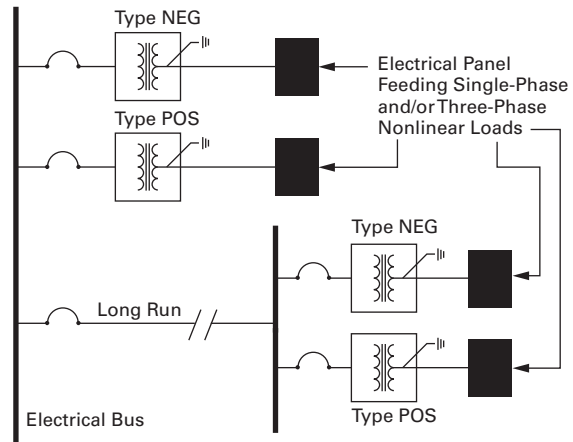 Type NEG
Electrical Panel
Feeding Single-Phase
and/or Three-Phase
Nonlinear Loads
Type POS
Type NEG
Long Run
Type POS
Electrical Bus